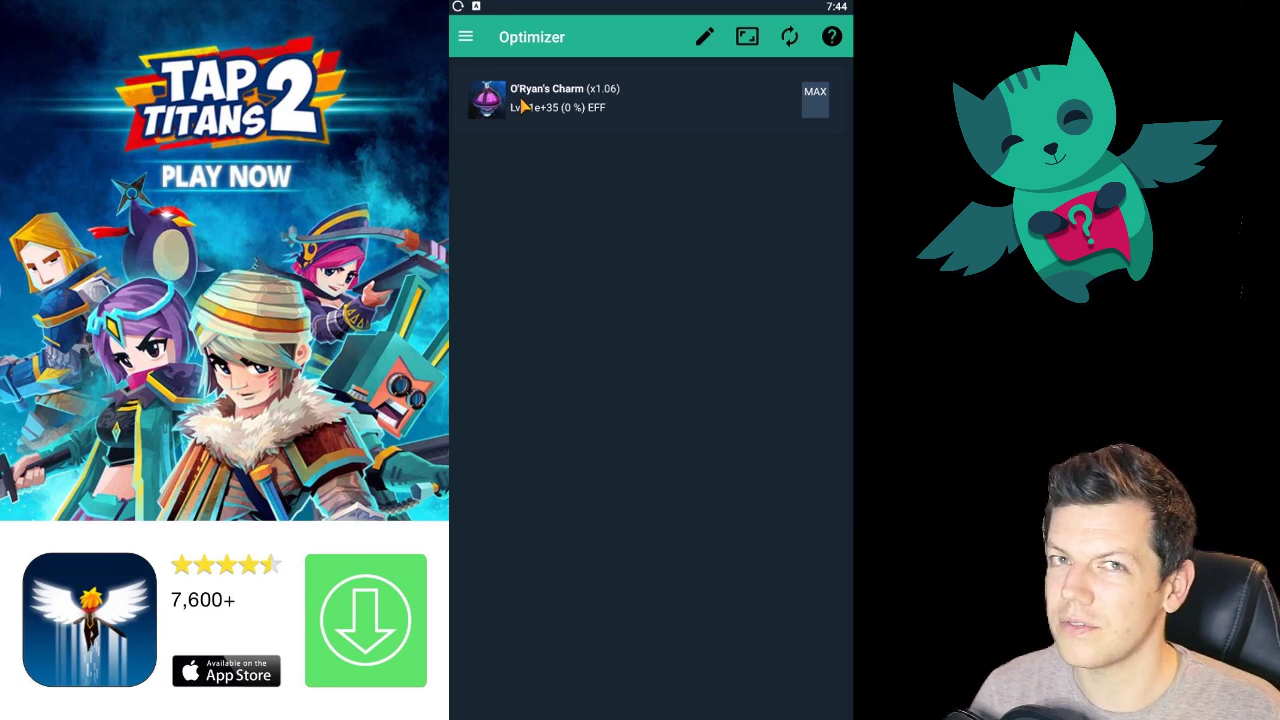 TAP
TITANS 2
PLAY NOW
7,600+
Available on the
App Store
A
7:44
Optimizer
?
O'Ryan's Charm (x1.06)
1e+35 (0 %) EFF
MAX
?